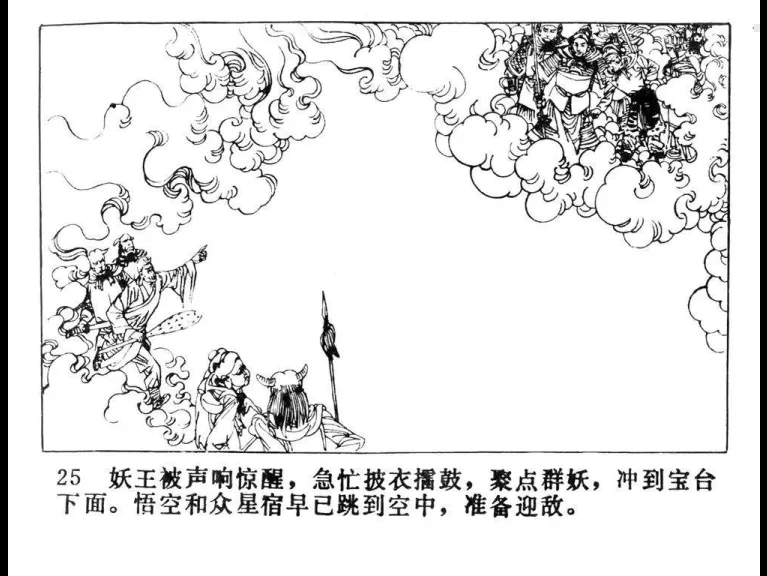 25 妖王被声响惊醒，急忙披衣擂鼓，聚点群妖，冲到宝台
下面。悟空和众星宿早已跳到空中，准备迎敌。